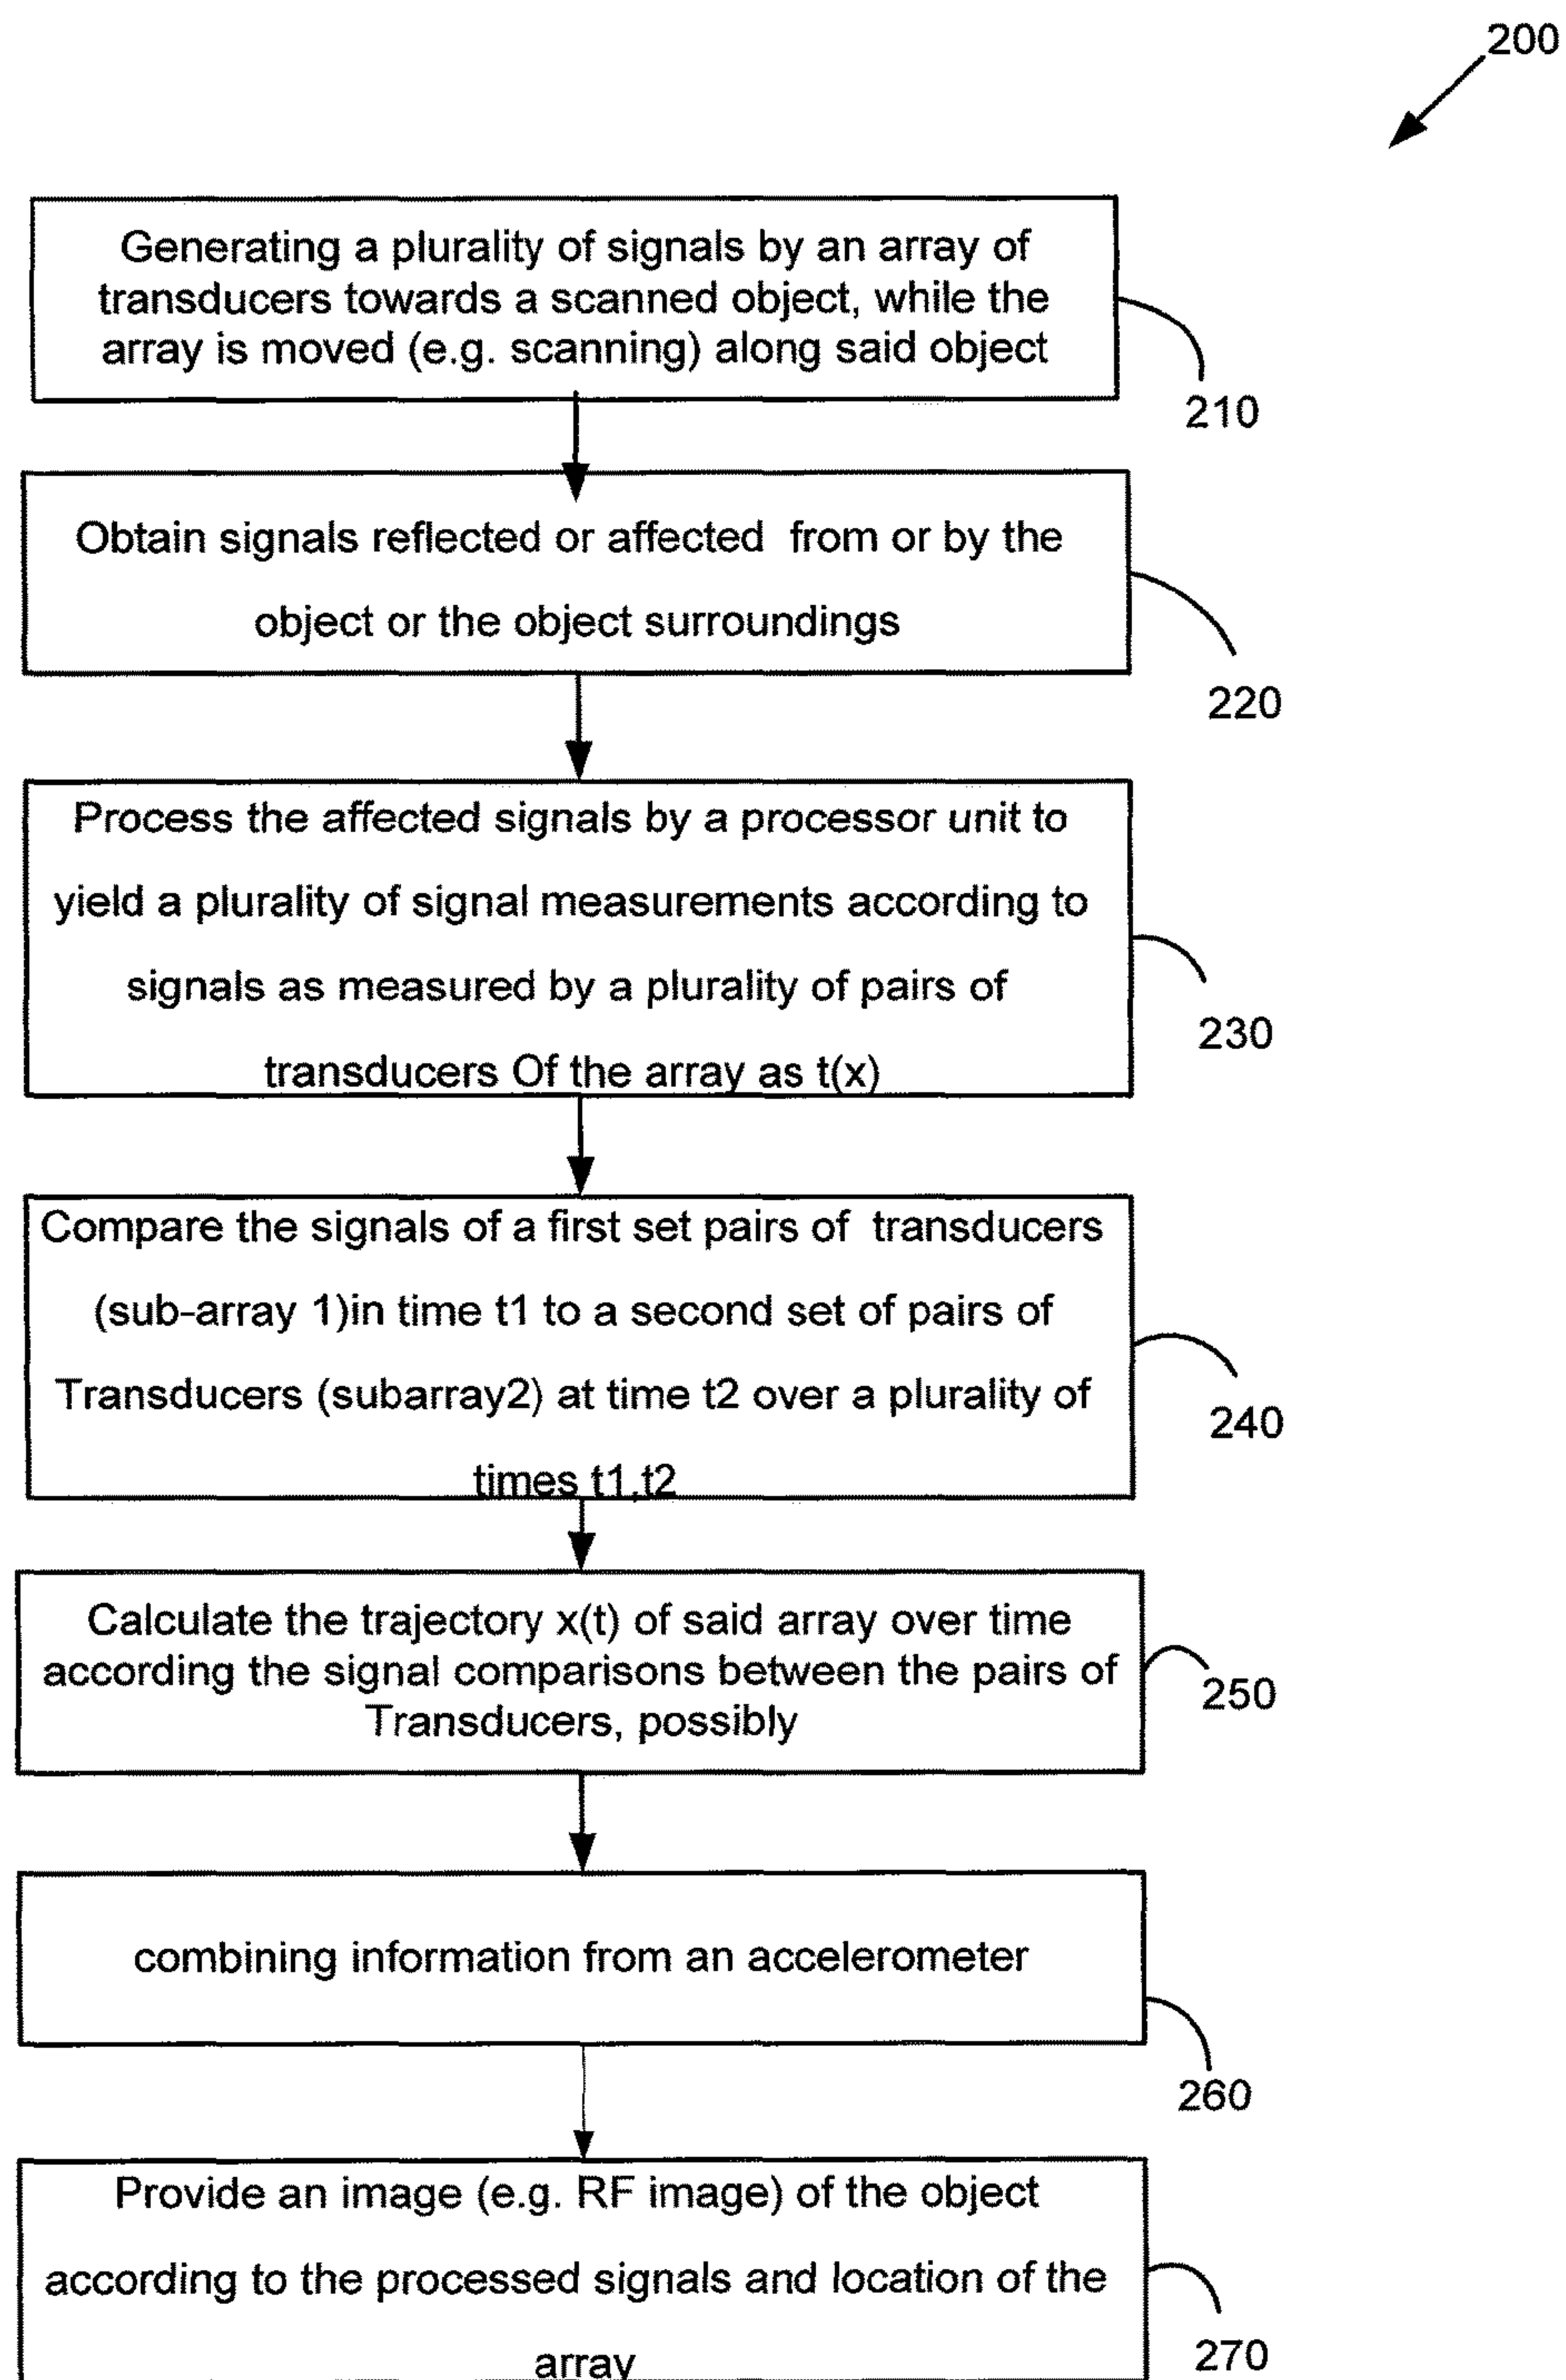 200
Generating a plurality of signals by an array of
transducers towards a scanned object, while the
array is moved (e.g. scanning) along said object
210
Obtain signals reflected or affected from or by the
object or the object surroundings
220
Process the affected signals by a processor unit to
yield a plurality of signal measurements according to
signals as measured by a plurality of pairs of
transducers Of the array as t(x)
230
Compare the signals of a first set pairs of transducers
(sub-array 1)in time t1 to a second set of pairs of
Transducers (subarray2) at time t2 over a plurality of
times t1,t2
240
Calculate the trajectory x(t) of said array over time
according the signal comparisons between the pairs of
Transducers, possibly
250
combining information from an accelerometer
260
Provide an image (e.g. RF image) of the object
according to the processed signals and location of the
array
270